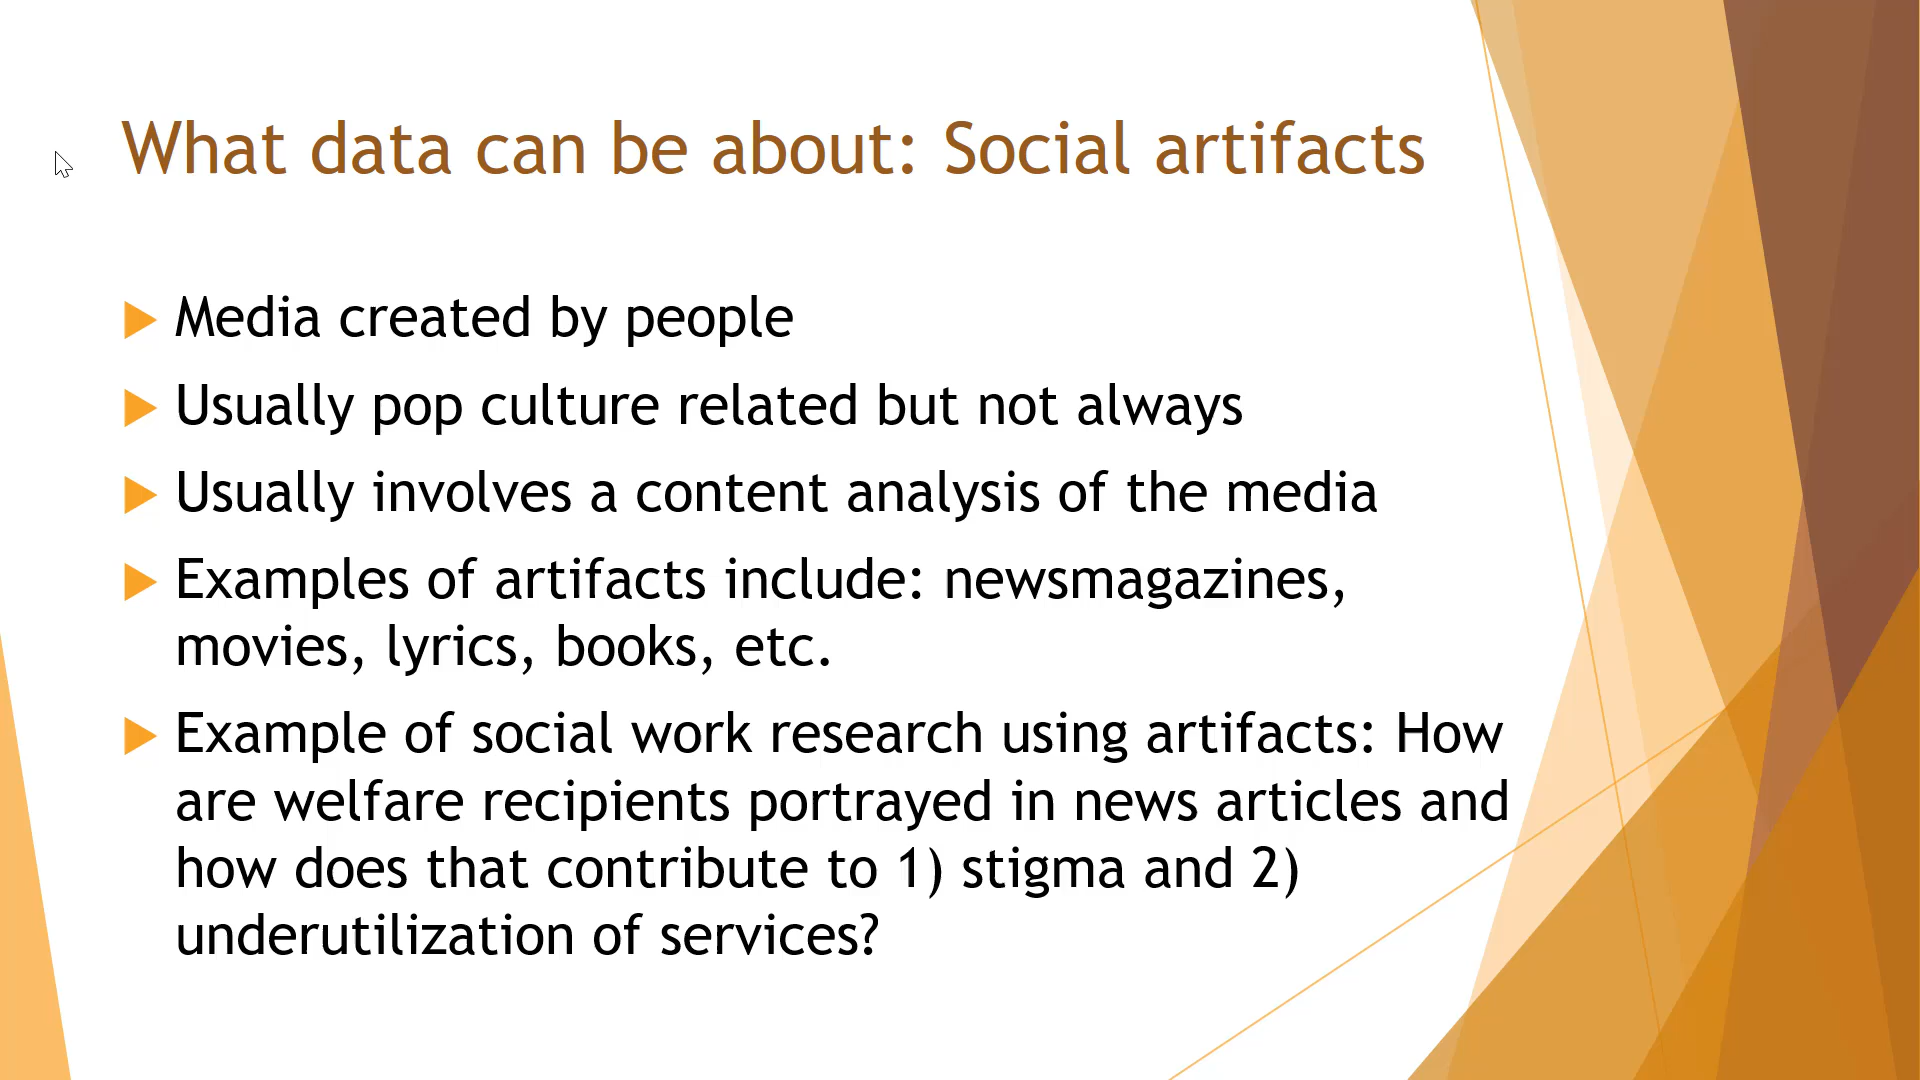 What data can be about: Social artifacts
Media created by people
Usually pop culture related but not always
Usually involves a content analysis of the media
Examples of artifacts include: newsmagazines,
movies, lyrics, books, etc.
Example of social work research using artifacts: How
are welfare recipients portrayed in news articles and
how does that contribute to 1) stigma and 2)
underutilization of services?